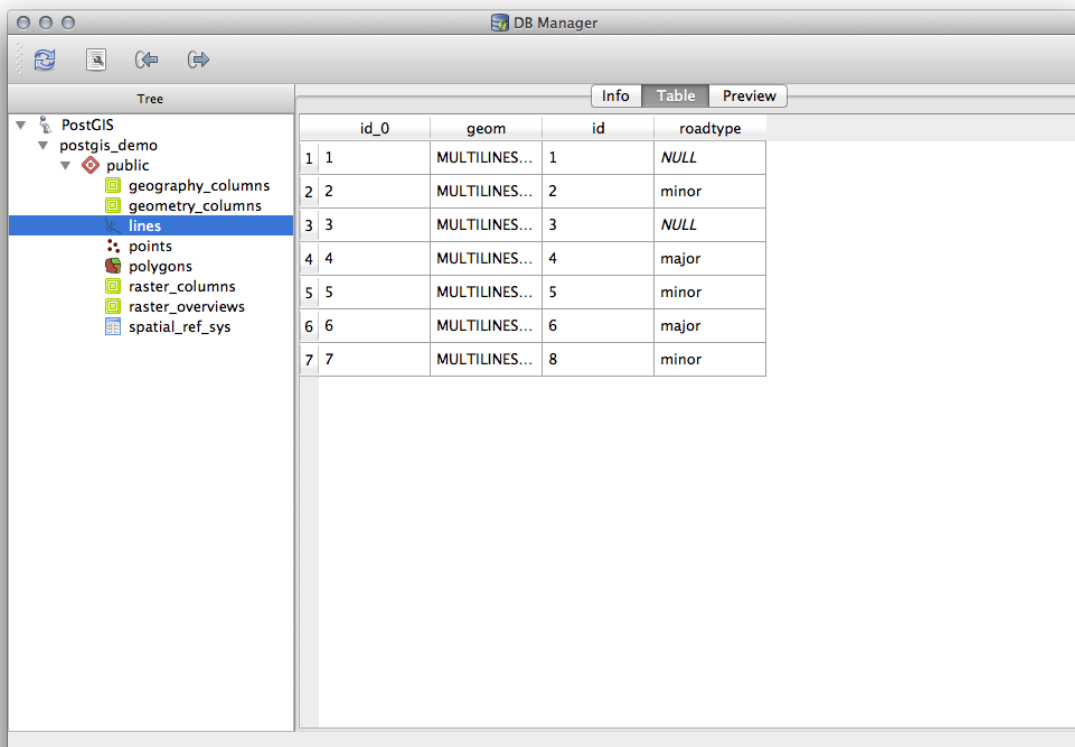 DB Manager
Tree
PostGIS
postgis_demo
public
geography_columns
geometry_columns
lines
points
polygons
raster_columns
raster_overviews
spatial_ref_sys
Info Table Preview
id_0 geom id roadtype
1 1 MULTILINES... 1 NULL
2 2 MULTILINES... 2 minor
3 3 MULTILINES... 3 NULL
4 4 MULTILINES... 4 major
5 5 MULTILINES... 5 minor
6 6 MULTILINES... 6 major
7 7 MULTILINES... 8 minor